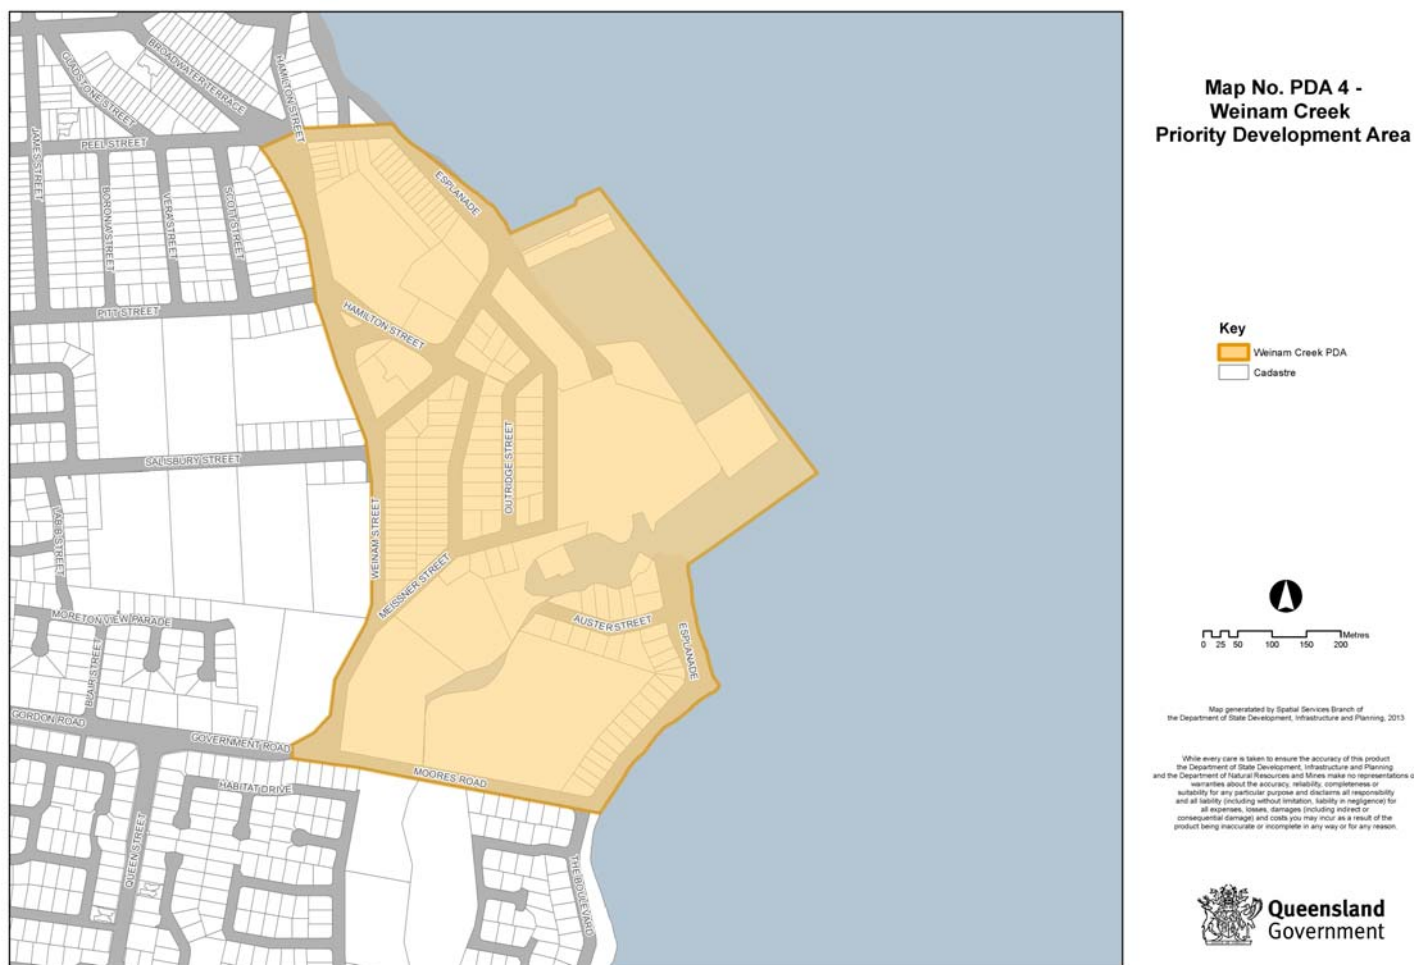 BROADWATER TERRACE
GLADSTONE STREET
HAMILTON STREET
JAMES STREET
PEEL STREET
BORONIA STREET
VERA STREET
SCOTT STREET
ESPLANADE
PITT STREET
HAMILTON STREET
OUTRIDGE STREET
SALISBURY STREET
WEINAM STREET
MEISSNER STREET
AUSTER STREET
ESPLANADE
MORETON VIEW PARADE
BLAIR STREET
GORDON ROAD
GOVERNMENT ROAD
MOORES ROAD
HABITAT DRIVE
QUEEN STREET
THE BOULEVARD
Map No. PDA 4 -
Weinam Creek
Priority Development Area
Key
Weinam Creek PDA
Cadastre
Metres
0 25 50 100 150 200
Map generatated by Spatial Services Branch of
the Department of State Development, Infrastructure and Planning, 2013
While every care is taken to ensure the accuracy of this product
the Department of State Development, Infrastructure and Planning
and the Department of Natural Resources and Mines make no representations o
warranties about the accuracy, reliability, completeness or
suitability for any particular purpose and disclaims all responsibility
and all liability (including without limitation, liability in negligence) for
all expenses, losses, damages (including indirect or
consequential damage) and costs you may incur as a result of the
product being inaccurate or incomplete in any way or for any reason.
Queensland
Government